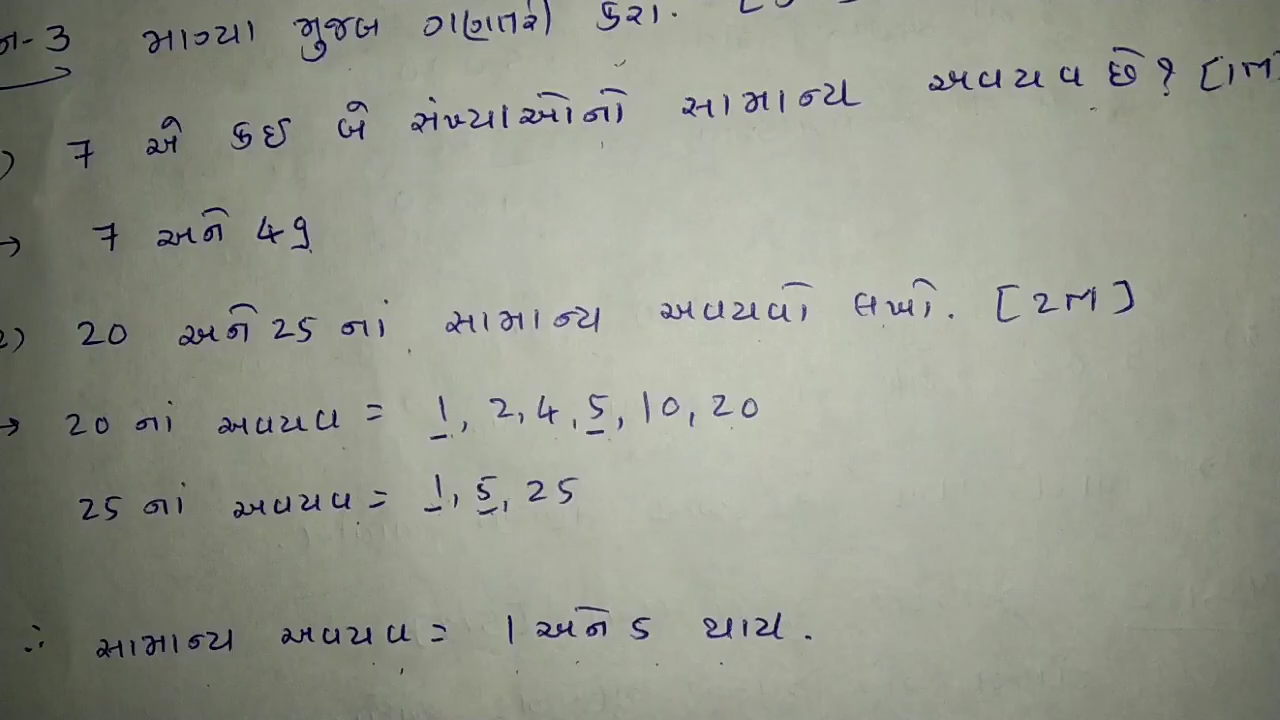 ન-3 માગ્યા મુજબ ગણતરી કરો.
7 એ કઈ બે સંખ્યાઓનો સામાન્ય અવયવ છે? [1M]
→ 7 અને 49
2) 20 અને 25 નાં સામાન્ય અવયવો લખો. [2M]
→ 20 નાં અવયવ = 1, 2, 4, 5, 10, 20
25 નાં અવયવ = 1, 5, 25
∴ સામાન્ય અવયવ = 1 અને 5 થાય.